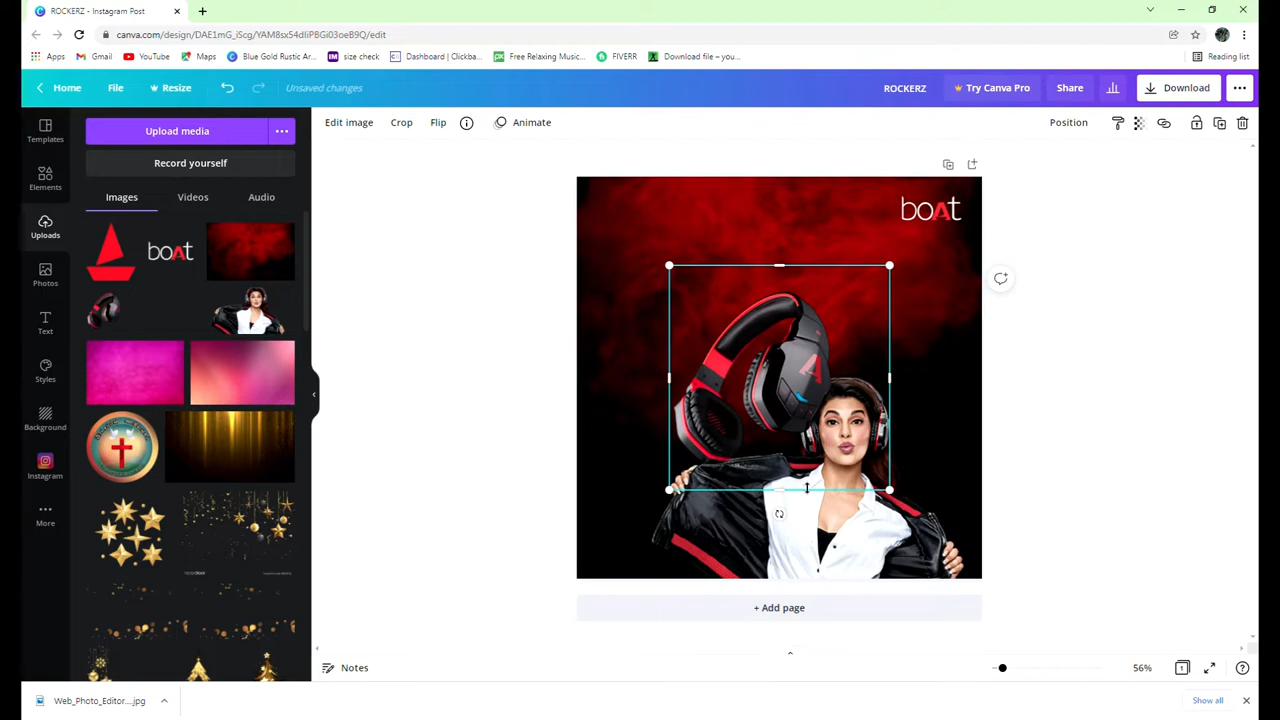 ROCKERZ - Instagram Post
canva.com/design/DAE1mG_iScg/YAM8sx54dIiPBGi03oeB9Q/edit
Apps
Gmail
YouTube
Maps
Blue Gold Rustic Ar...
size check
Dashboard | Clickba...
Free Relaxing Music...
FIVERR
Download file – you...
Reading list
Home
File
Resize
Unsaved changes
ROCKERZ
Try Canva Pro
Share
Download
Templates
Elements
Uploads
Photos
Text
Styles
Background
Instagram
More
Upload media
Record yourself
Images
Videos
Audio
boAt
Edit image
Crop
Flip
Animate
Position
boAt
+ Add page
Notes
56%
1
Web_Photo_Editor....jpg
Show all